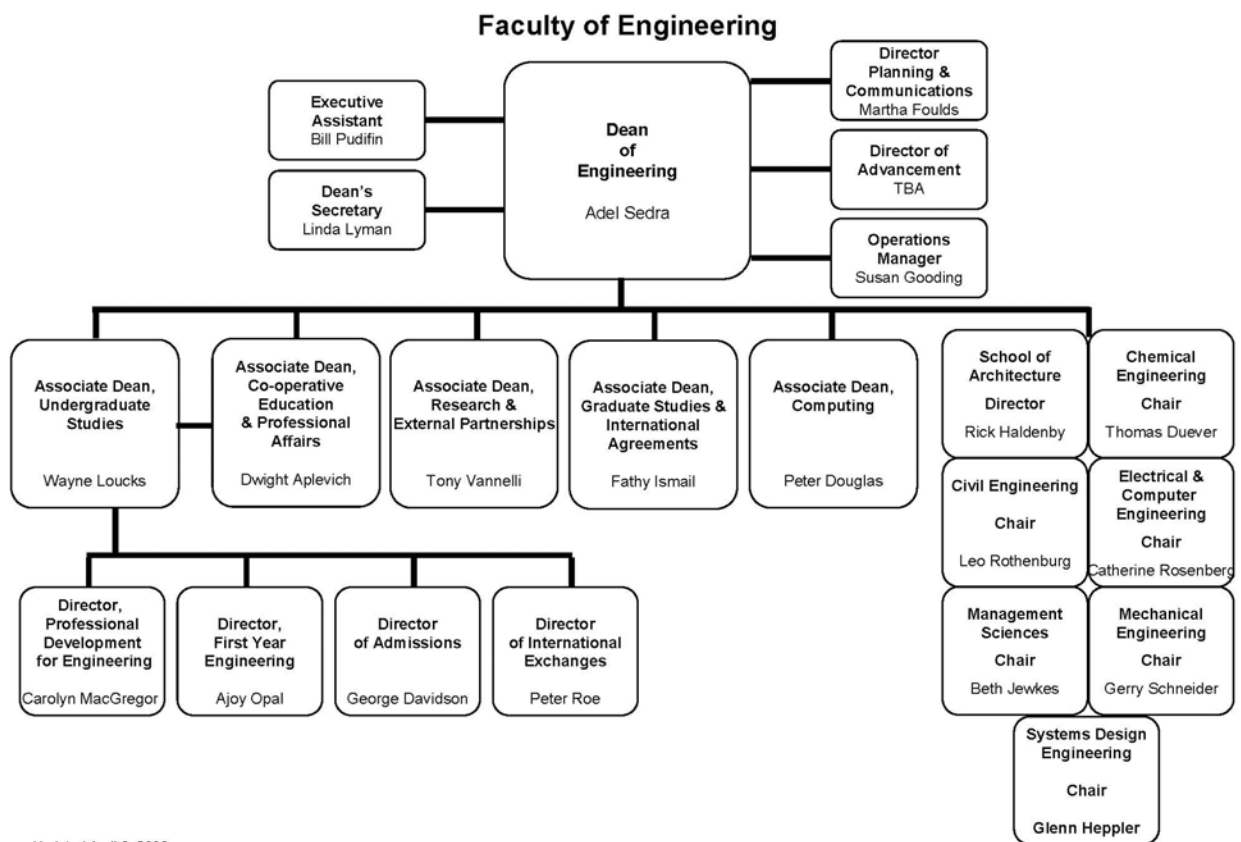 Faculty of Engineering
Executive
Assistant
Bill Pudifin
Dean's
Secretary
Linda Lyman
Dean
of
Engineering
Adel Sedra
Director
Planning &
Communications
Martha Foulds
Director of
Advancement
TBA
Operations
Manager
Susan Gooding
Associate Dean,
Undergraduate
Studies
Wayne Loucks
Associate Dean,
Co-operative
Education
& Professional
Affairs
Dwight Aplevich
Associate Dean,
Research &
External Partnerships
Tony Vannelli
Associate Dean,
Graduate Studies &
International
Agreements
Fathy Ismail
Associate Dean,
Computing
Peter Douglas
School of
Architecture
Director
Rick Haldenby
Chemical
Engineering
Chair
Thomas Duever
Civil Engineering
Chair
Leo Rothenburg
Electrical &
Computer
Engineering
Chair
Catherine Rosenberg
Management
Sciences
Chair
Beth Jewkes
Mechanical
Engineering
Chair
Gerry Schneider
Systems Design
Engineering
Chair
Glenn Heppler
Director,
Professional
Development
for Engineering
Carolyn MacGregor
Director,
First Year
Engineering
Ajoy Opal
Director
of Admissions
George Davidson
Director
of International
Exchanges
Peter Roe